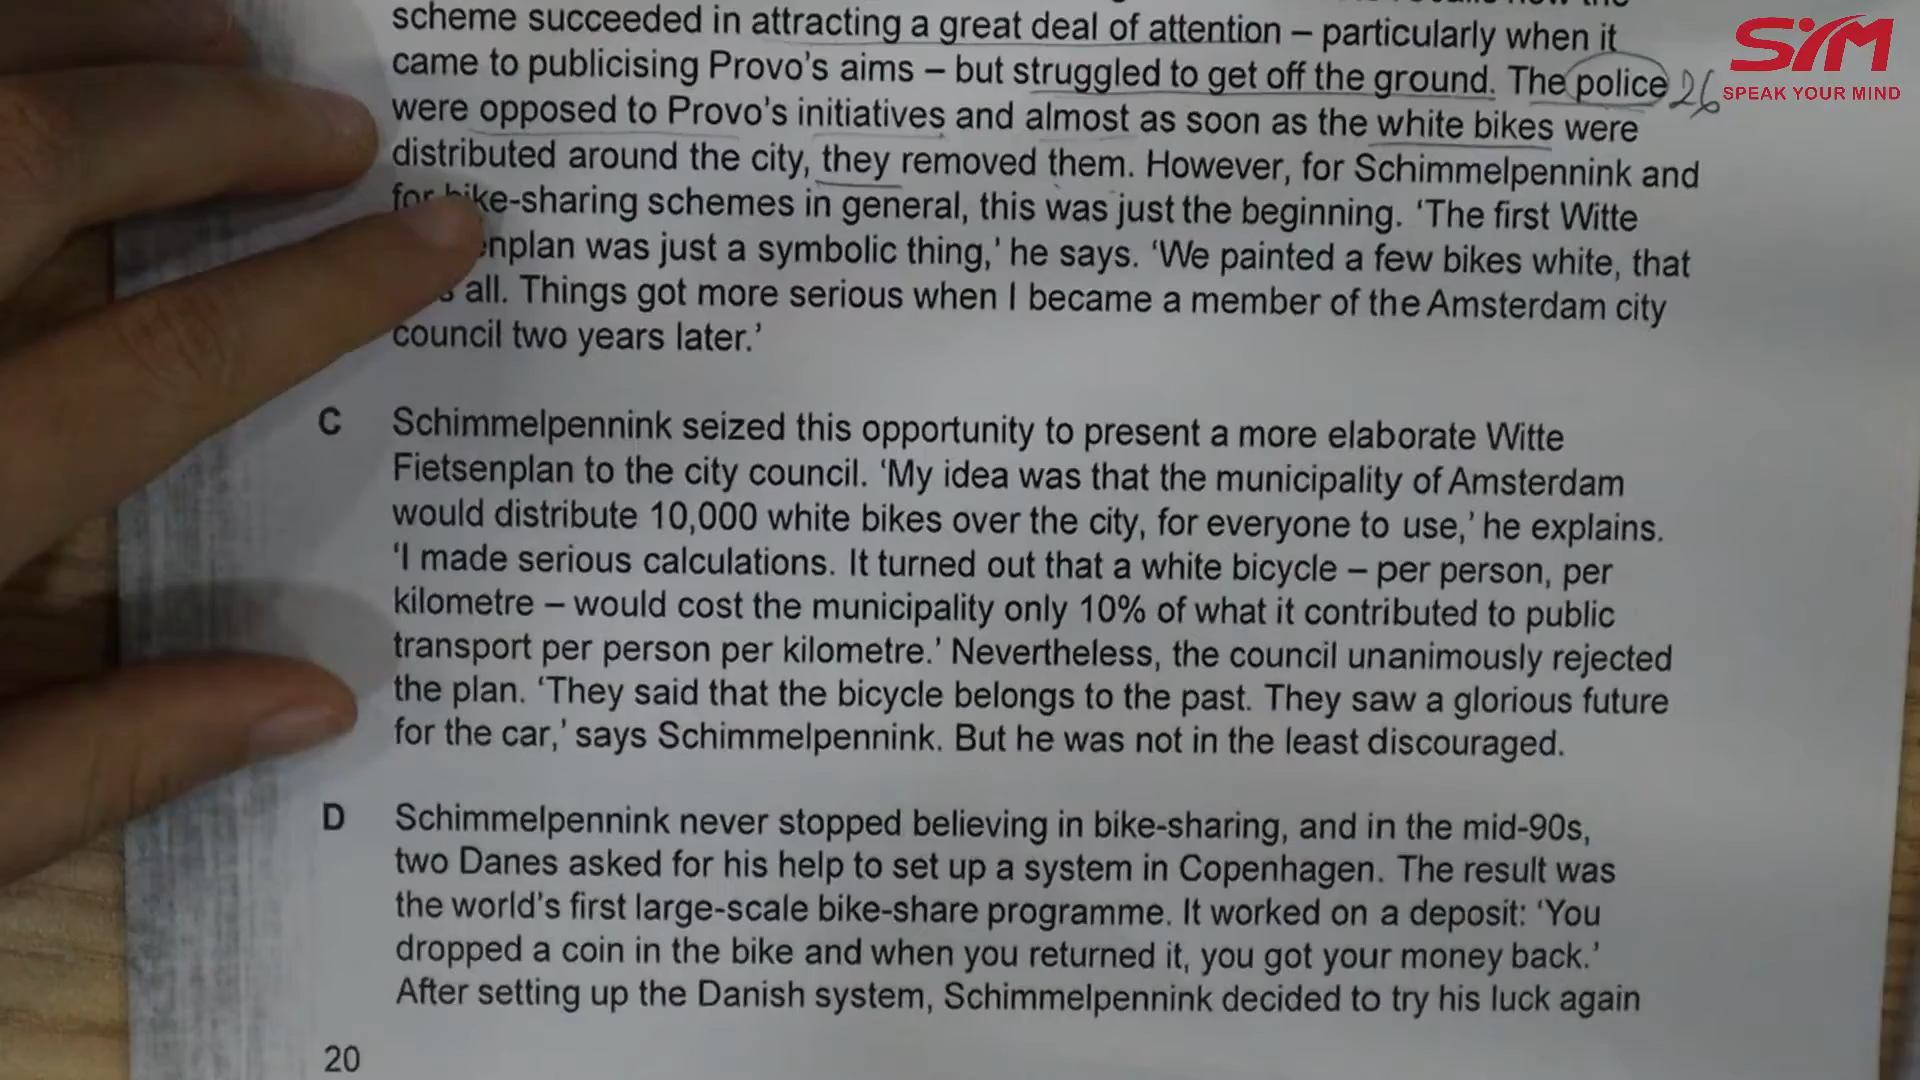 scheme succeeded in attracting a great deal of attention – particularly when it
came to publicising Provo's aims – but struggled to get off the ground. The police 26
were opposed to Provo's initiatives and almost as soon as the white bikes were
distributed around the city, they removed them. However, for Schimmelpennink and
for bike-sharing schemes in general, this was just the beginning. 'The first Witte
enplan was just a symbolic thing,' he says. 'We painted a few bikes white, that
all. Things got more serious when I became a member of the Amsterdam city
council two years later.'
C Schimmelpennink seized this opportunity to present a more elaborate Witte
Fietsenplan to the city council. 'My idea was that the municipality of Amsterdam
would distribute 10,000 white bikes over the city, for everyone to use,' he explains.
'I made serious calculations. It turned out that a white bicycle – per person, per
kilometre – would cost the municipality only 10% of what it contributed to public
transport per person per kilometre.' Nevertheless, the council unanimously rejected
the plan. 'They said that the bicycle belongs to the past. They saw a glorious future
for the car,' says Schimmelpennink. But he was not in the least discouraged.
D Schimmelpennink never stopped believing in bike-sharing, and in the mid-90s,
two Danes asked for his help to set up a system in Copenhagen. The result was
the world's first large-scale bike-share programme. It worked on a deposit: 'You
dropped a coin in the bike and when you returned it, you got your money back.'
After setting up the Danish system, Schimmelpennink decided to try his luck again
20
SYM
SPEAK YOUR MIND